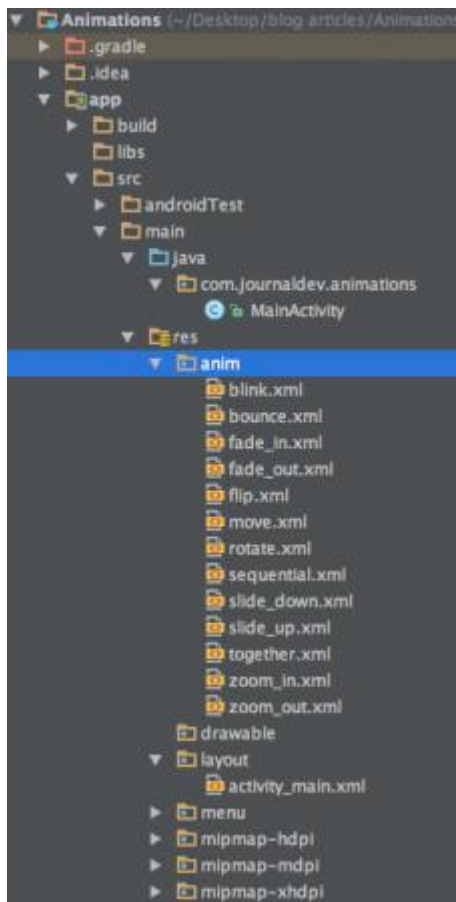 Animations (~/Desktop/blog articles/Animations
.gradle
.idea
app
build
libs
src
androidTest
main
java
com.journaldev.animations
MainActivity
res
anim
blink.xml
bounce.xml
fade_in.xml
fade_out.xml
flip.xml
move.xml
rotate.xml
sequential.xml
slide_down.xml
slide_up.xml
together.xml
zoom_in.xml
zoom_out.xml
drawable
layout
activity_main.xml
menu
mipmap-hdpi
mipmap-mdpi
mipmap-xhdpi